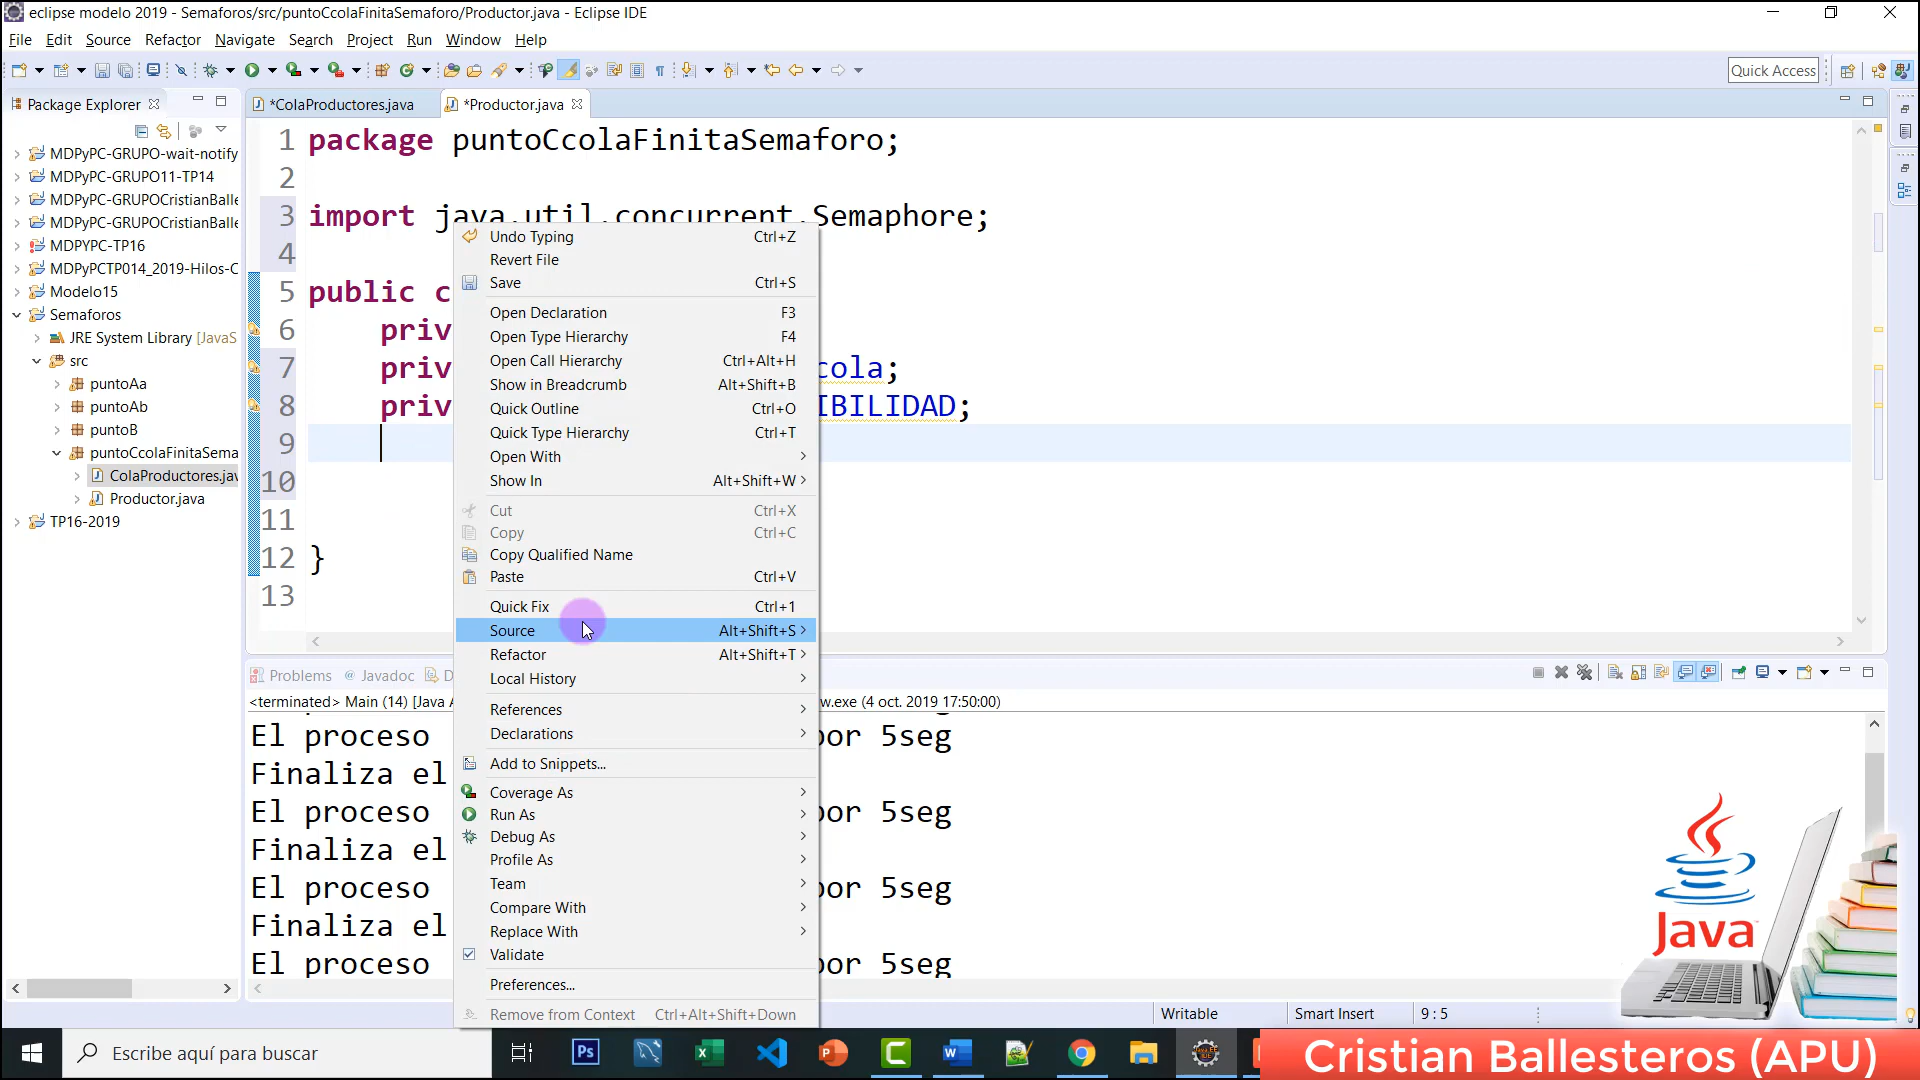 eclipse modelo 2019 - Semaforos/src/puntoCcolaFinitaSemaforo/Productor.java - Eclipse IDE
File Edit Source Refactor Navigate Search Project Run Window Help
Quick Access
Package Explorer
*ColaProductores.java
*Productor.java
MDPyPC-GRUPO-wait-notify
MDPyPC-GRUPO11-TP14
MDPyPC-GRUPOCristianBalle
MDPyPC-GRUPOCristianBalle
MDPYPC-TP16
MDPyPCTP014_2019-Hilos-C
Modelo15
Semaforos
JRE System Library [JavaS
src
puntoAa
puntoAb
puntoB
puntoCcolaFinitaSema
ColaProductores.jav
Productor.java
TP16-2019
1 package puntoCcolaFinitaSemaforo;
2
3 import java.util.concurrent.Semaphore;
4
5 public c
6 priv
7 priv cola;
8 priv IBILIDAD;
9
10
11
12 }
13
Undo Typing Ctrl+Z
Revert File
Save Ctrl+S
Open Declaration F3
Open Type Hierarchy F4
Open Call Hierarchy Ctrl+Alt+H
Show in Breadcrumb Alt+Shift+B
Quick Outline Ctrl+O
Quick Type Hierarchy Ctrl+T
Open With
Show In Alt+Shift+W
Cut Ctrl+X
Copy Ctrl+C
Copy Qualified Name
Paste Ctrl+V
Quick Fix Ctrl+1
Source Alt+Shift+S
Refactor Alt+Shift+T
Local History
References
Declarations
Add to Snippets...
Coverage As
Run As
Debug As
Profile As
Team
Compare With
Replace With
Validate
Preferences...
Remove from Context Ctrl+Alt+Shift+Down
Problems @ Javadoc D
<terminated> Main (14) [Java A w.exe (4 oct. 2019 17:50:00)
El proceso por 5seg
Finaliza el
El proceso por 5seg
Finaliza el
El proceso por 5seg
Finaliza el
El proceso por 5seg
Writable Smart Insert 9 : 5
Java
Escribe aquí para buscar
Cristian Ballesteros (APU)